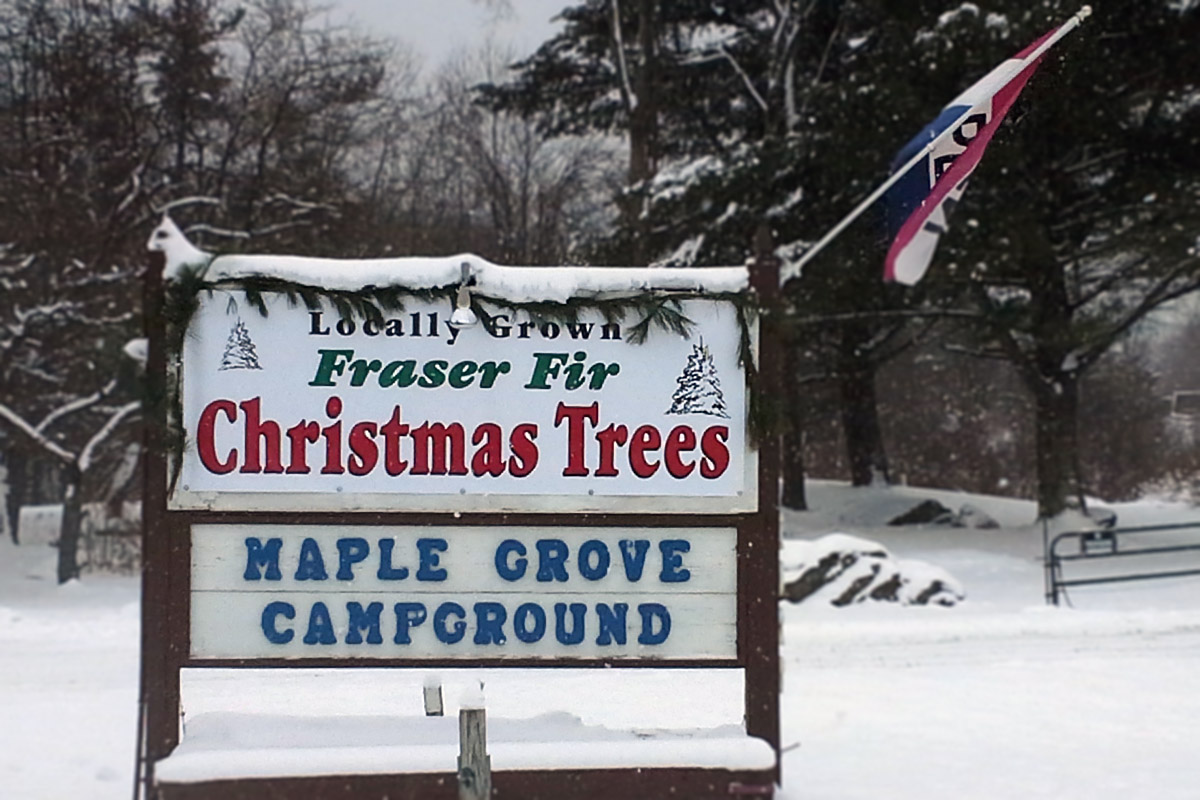 Locally Grown
Fraser Fir
Christmas Trees
MAPLE GROVE
CAMPGROUND